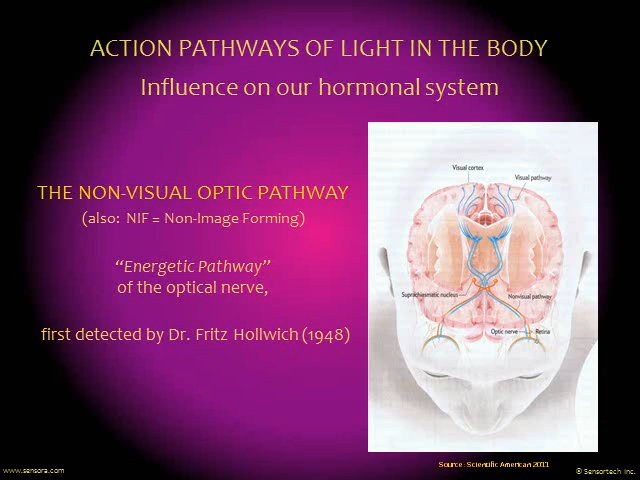 ACTION PATHWAYS OF LIGHT IN THE BODY
Influence on our hormonal system
THE NON-VISUAL OPTIC PATHWAY
(also: NIF = Non-Image Forming)
“Energetic Pathway”
of the optical nerve,
first detected by Dr. Fritz Hollwich (1948)
Visual cortex
Visual pathway
Suprachiasmatic nucleus
Nonvisual pathway
Optic nerve
Retina
Source: Scientific American 2011
www.sensora.com
© Sensortech Inc.